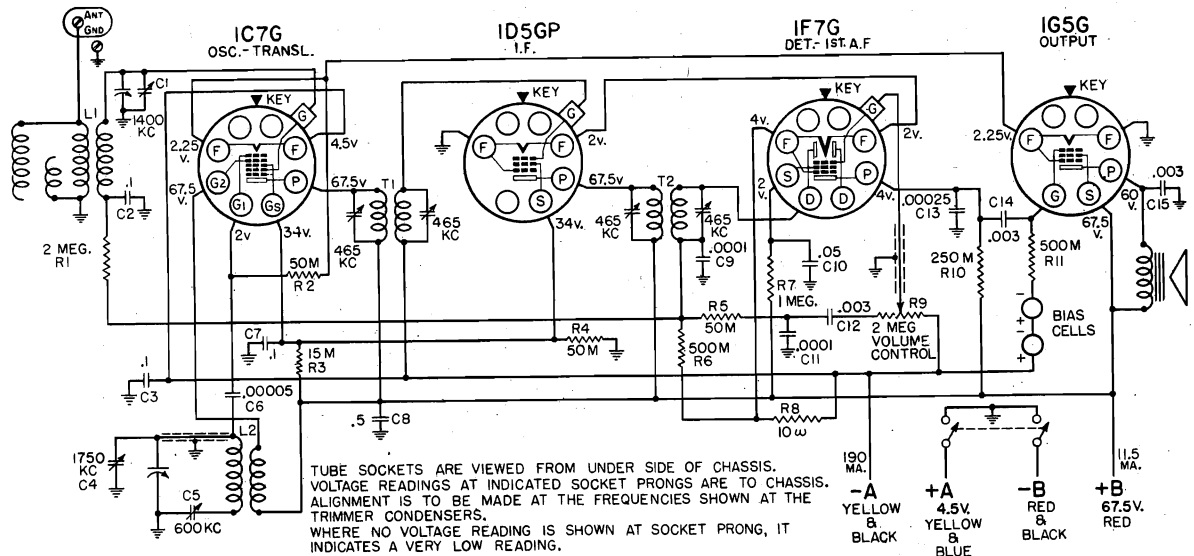 ANT
GND
1C7G
OSC.-TRANSL.
1D5GP
I.F.
1F7G
DET.-1ST. A.F
1G5G
OUTPUT
L1
C1
1400
KC
KEY
G
F
F
G2
G1
GS
P
2.25
V.
67.5
V.
4.5V
2V
34V.
67.5V
T1
465
KC
465
KC
KEY
G
F
F
S
2V.
67.5V
34V.
T2
465
KC
465
KC
.0001
C9
KEY
G
F
F
S
D
D
P
4V.
2
V.
2V.
4V.
.00025
C13
C14
.003
KEY
F
F
G
S
P
2.25V.
67.5
V.
60
V.
.003
C15
.1
C2
2 MEG.
R1
50M
R2
.05
C10
R7
1 MEG.
250M
R10
500M
R11
BIAS
CELLS
-
+
-
+
R5
50M
.003
C12
R9
2 MEG
VOLUME
CONTROL
C7
.1
15M
R3
R4
50M
500M
R6
.0001
C11
.1
C3
.00005
C6
.5
C8
R8
10ω
L2
1750
KC
C4
C5
600KC
TUBE SOCKETS ARE VIEWED FROM UNDER SIDE OF CHASSIS.
VOLTAGE READINGS AT INDICATED SOCKET PRONGS ARE TO CHASSIS.
ALIGNMENT IS TO BE MADE AT THE FREQUENCIES SHOWN AT THE
TRIMMER CONDENSERS.
WHERE NO VOLTAGE READING IS SHOWN AT SOCKET PRONG, IT
INDICATES A VERY LOW READING.
190
MA.
-A
YELLOW
&
BLACK
+A
4.5V.
YELLOW
&
BLUE
-B
RED
&
BLACK
11.5
MA.
+B
67.5V.
RED